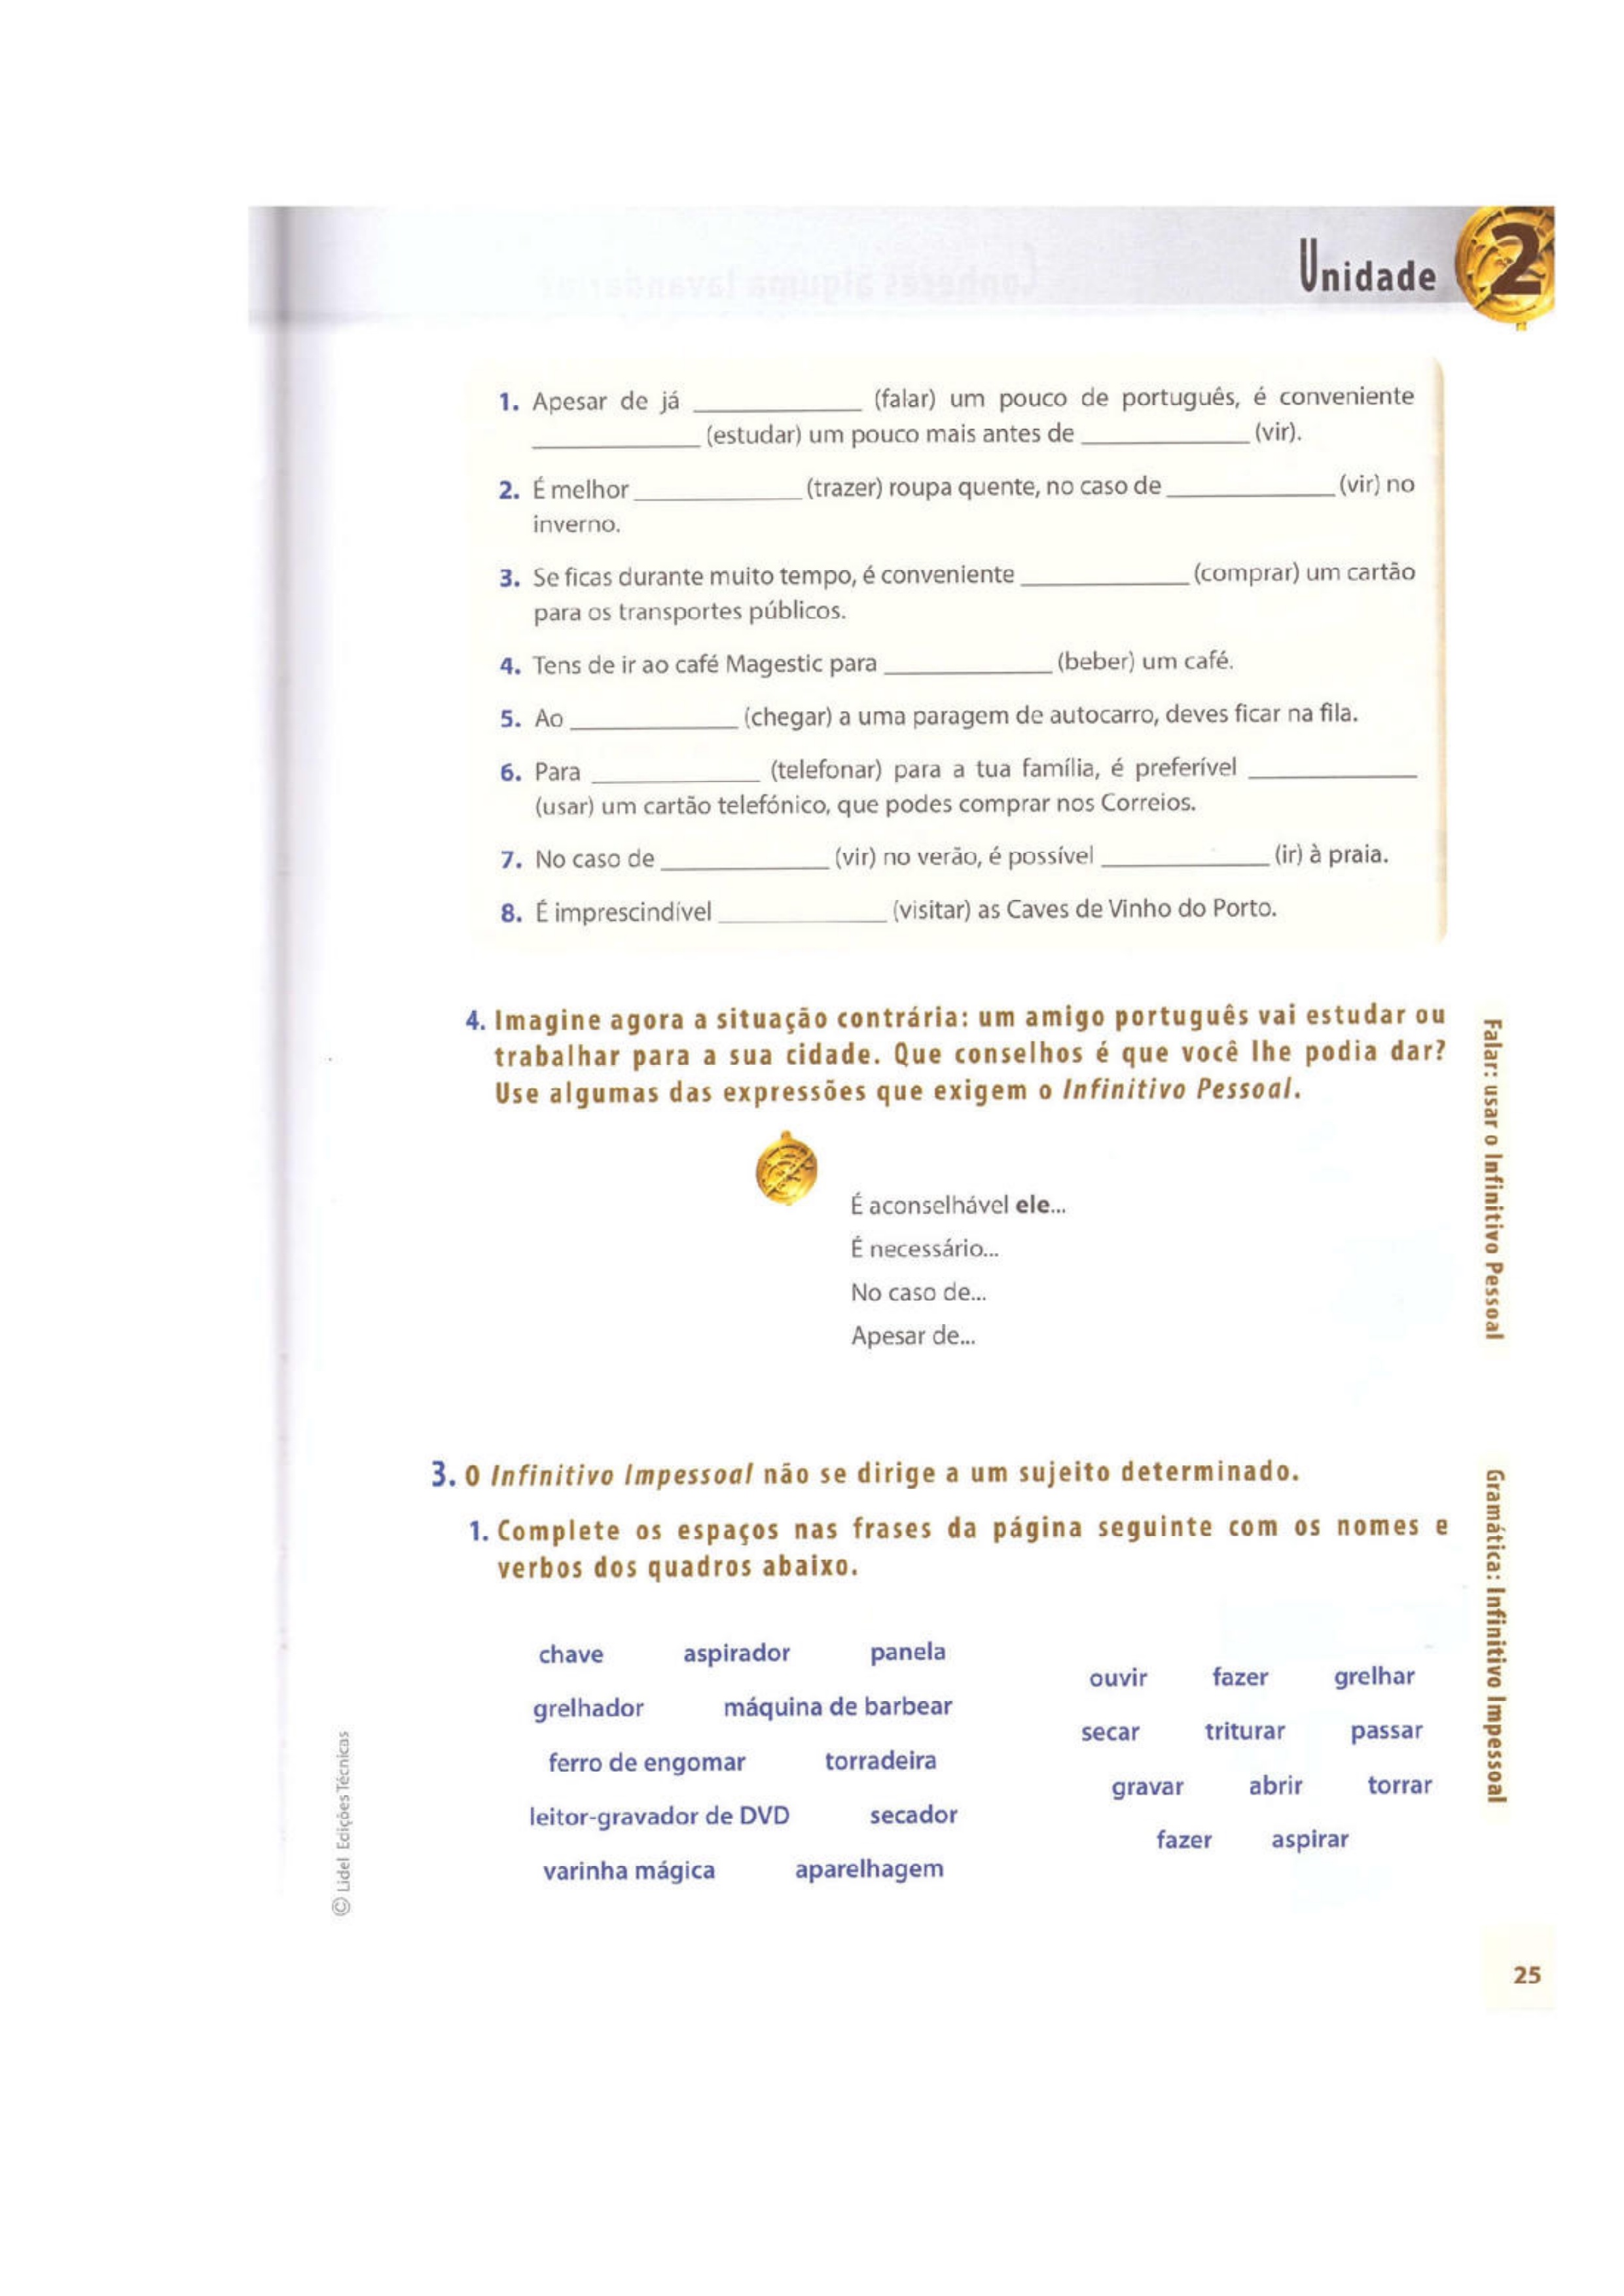 Unidade 2
1. Apesar de já ____________ (falar) um pouco de português, é conveniente
____________ (estudar) um pouco mais antes de ____________ (vir).
2. É melhor ____________ (trazer) roupa quente, no caso de ____________ (vir) no
inverno.
3. Se ficas durante muito tempo, é conveniente ____________ (comprar) um cartão
para os transportes públicos.
4. Tens de ir ao café Magestic para ____________ (beber) um café.
5. Ao ____________ (chegar) a uma paragem de autocarro, deves ficar na fila.
6. Para ____________ (telefonar) para a tua família, é preferível ____________
(usar) um cartão telefónico, que podes comprar nos Correios.
7. No caso de ____________ (vir) no verão, é possível ____________ (ir) à praia.
8. É imprescindível ____________ (visitar) as Caves de Vinho do Porto.
4. Imagine agora a situação contrária: um amigo português vai estudar ou
trabalhar para a sua cidade. Que conselhos é que você lhe podia dar?
Use algumas das expressões que exigem o Infinitivo Pessoal.
É aconselhável ele...
É necessário...
No caso de...
Apesar de...
Falar: usar o Infinitivo Pessoal
3. O Infinitivo Impessoal não se dirige a um sujeito determinado.
1. Complete os espaços nas frases da página seguinte com os nomes e
verbos dos quadros abaixo.
chave aspirador panela
grelhador máquina de barbear
ferro de engomar torradeira
leitor-gravador de DVD secador
varinha mágica aparelhagem
ouvir fazer grelhar
secar triturar passar
gravar abrir torrar
fazer aspirar
Gramática: Infinitivo Impessoal
© Lidel Edições Técnicas
25